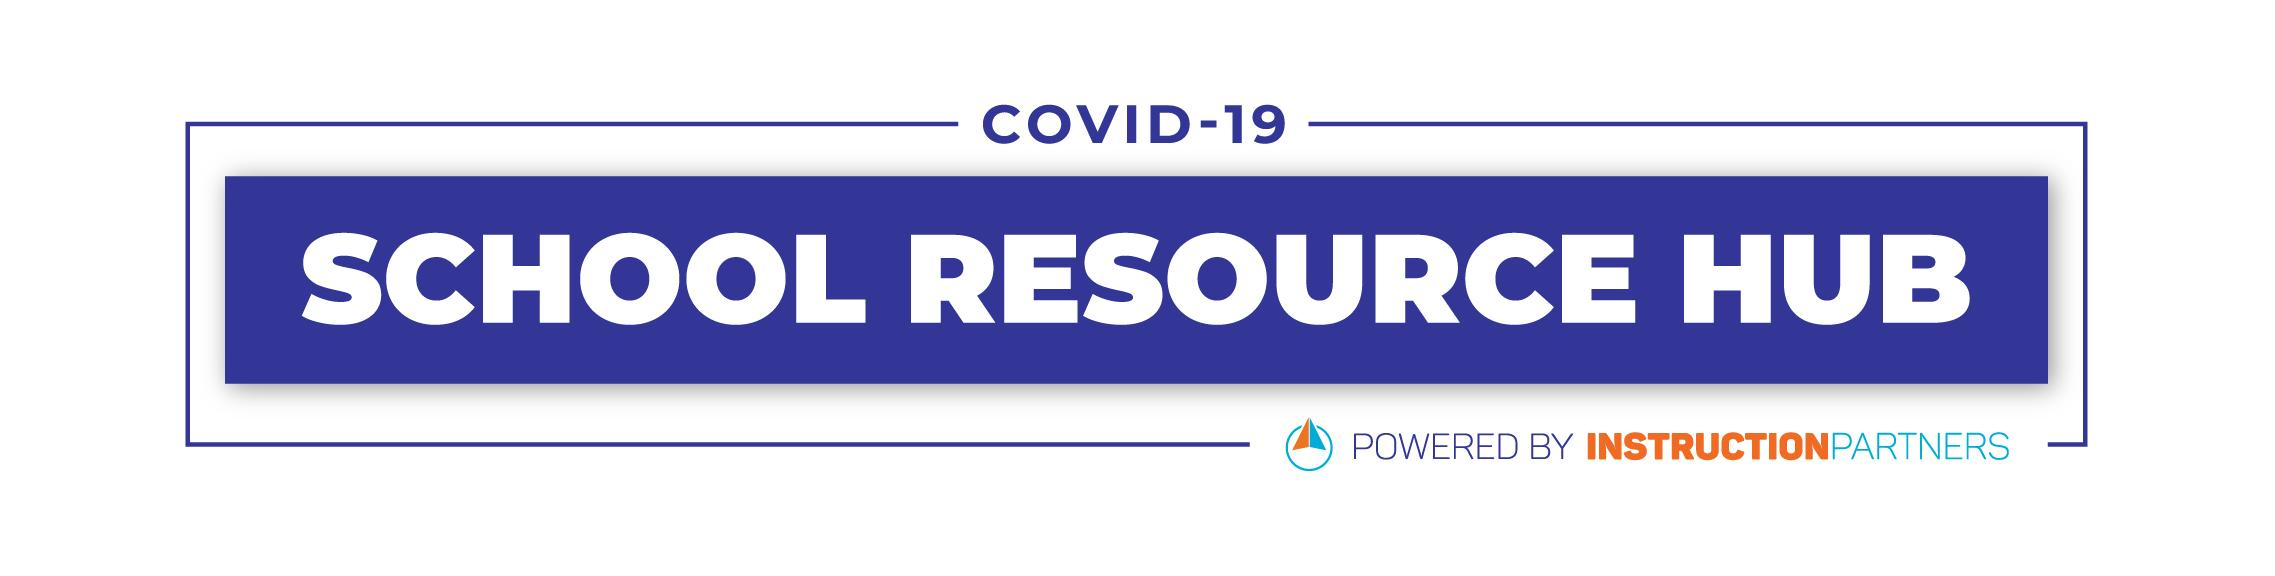 COVID-19
SCHOOL RESOURCE HUB
POWERED BY INSTRUCTIONPARTNERS